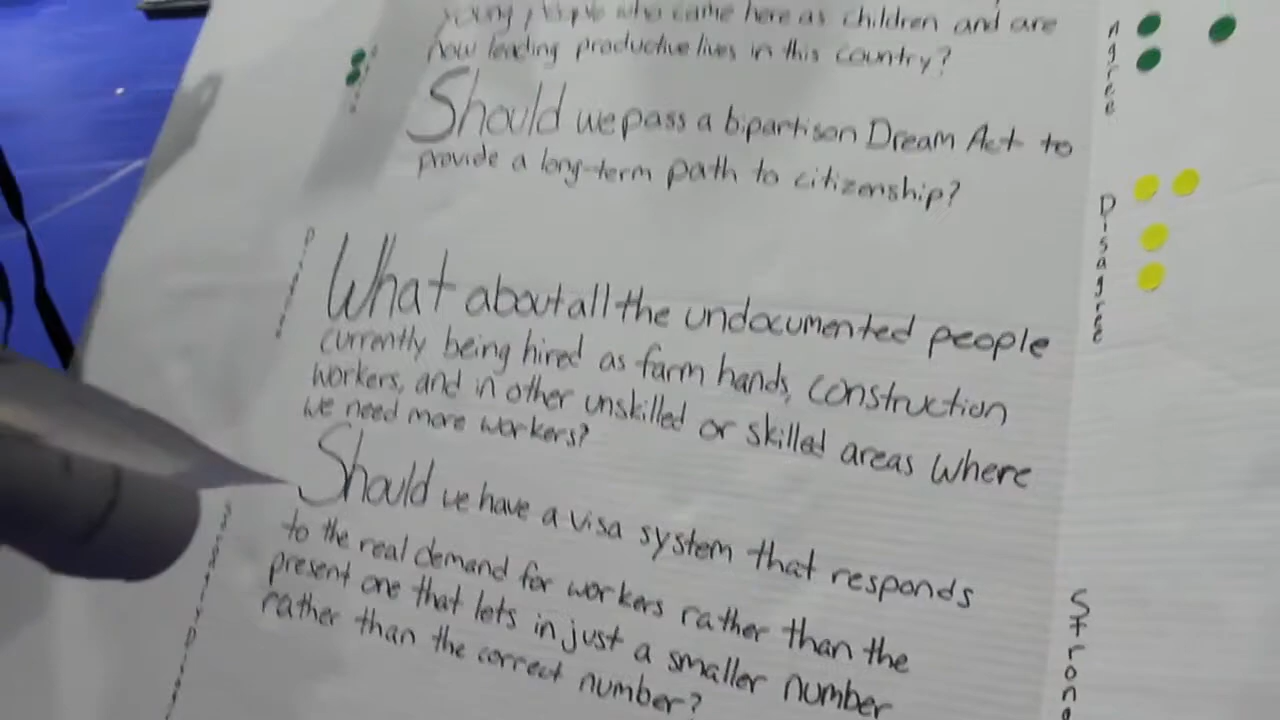 young people who came here as children and are
now leading productive lives in this country?
Should we pass a bipartison Dream Act to
provide a long-term path to citizenship?
What about all the undocumented people
currently being hired as farm hands, construction
workers, and in other unskilled or skilled areas where
we need more workers?
Should we have a visa system that responds
to the real demand for workers rather than the
present one that lets in just a smaller number
rather than the correct number?
Agree
Disagree
Strong